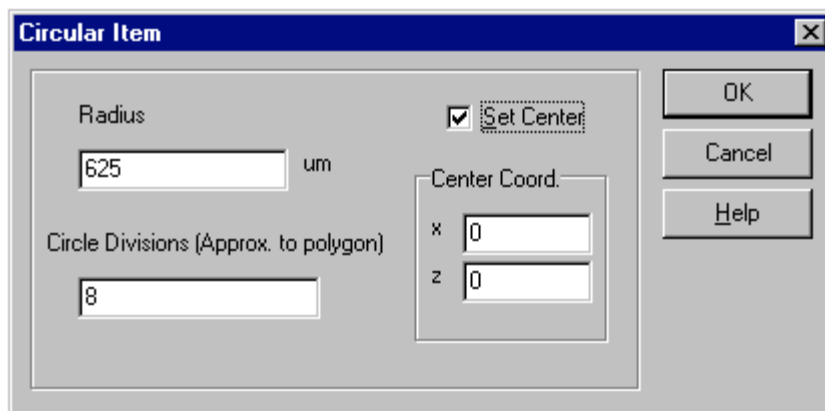 Circular Item
Radius
625 um
Circle Divisions (Approx. to polygon)
8
Set Center
Center Coord.
x 0
z 0
OK
Cancel
Help